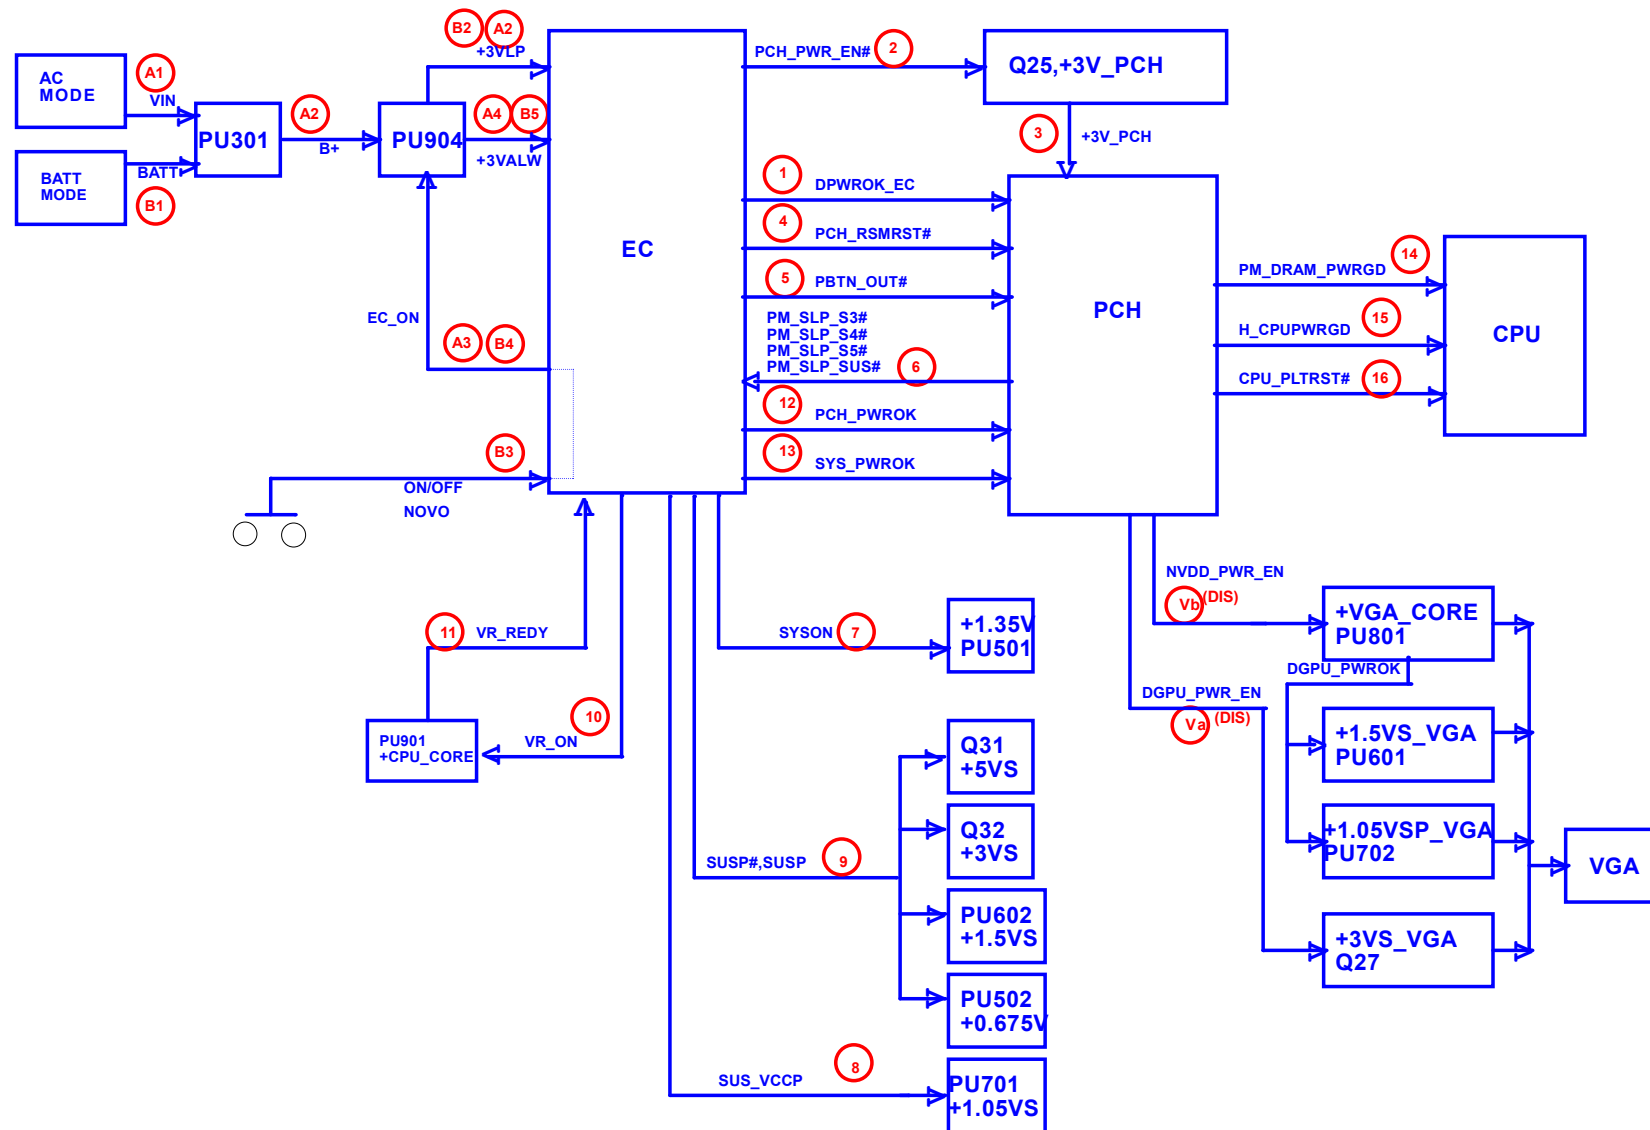 B2
A2
+3VLP
AC
MODE
A1
VIN
PU301
A2
B+
PU904
A4
B5
+3VALW
BATT
MODE
BATT
B1
EC
PCH_PWR_EN#
2
Q25,+3V_PCH
3
+3V_PCH
1
DPWROK_EC
4
PCH_RSMRST#
5
PBTN_OUT#
PM_SLP_S3#
PM_SLP_S4#
PM_SLP_S5#
PM_SLP_SUS#
6
12
PCH_PWROK
13
SYS_PWROK
PCH
PM_DRAM_PWRGD
14
H_CPUPWRGD
15
CPU_PLTRST#
16
CPU
EC_ON
A3
B4
B3
ON/OFF
NOVO
11
VR_REDY
10
VR_ON
PU901
+CPU_CORE
SYSON
7
+1.35V
PU501
Q31
+5VS
Q32
+3VS
SUSP#,SUSP
9
PU602
+1.5VS
PU502
+0.675V
SUS_VCCP
8
PU701
+1.05VS
NVDD_PWR_EN
Vb
(DIS)
+VGA_CORE
PU801
DGPU_PWROK
DGPU_PWR_EN
Va
(DIS)
+1.5VS_VGA
PU601
+1.05VSP_VGA
PU702
+3VS_VGA
Q27
VGA